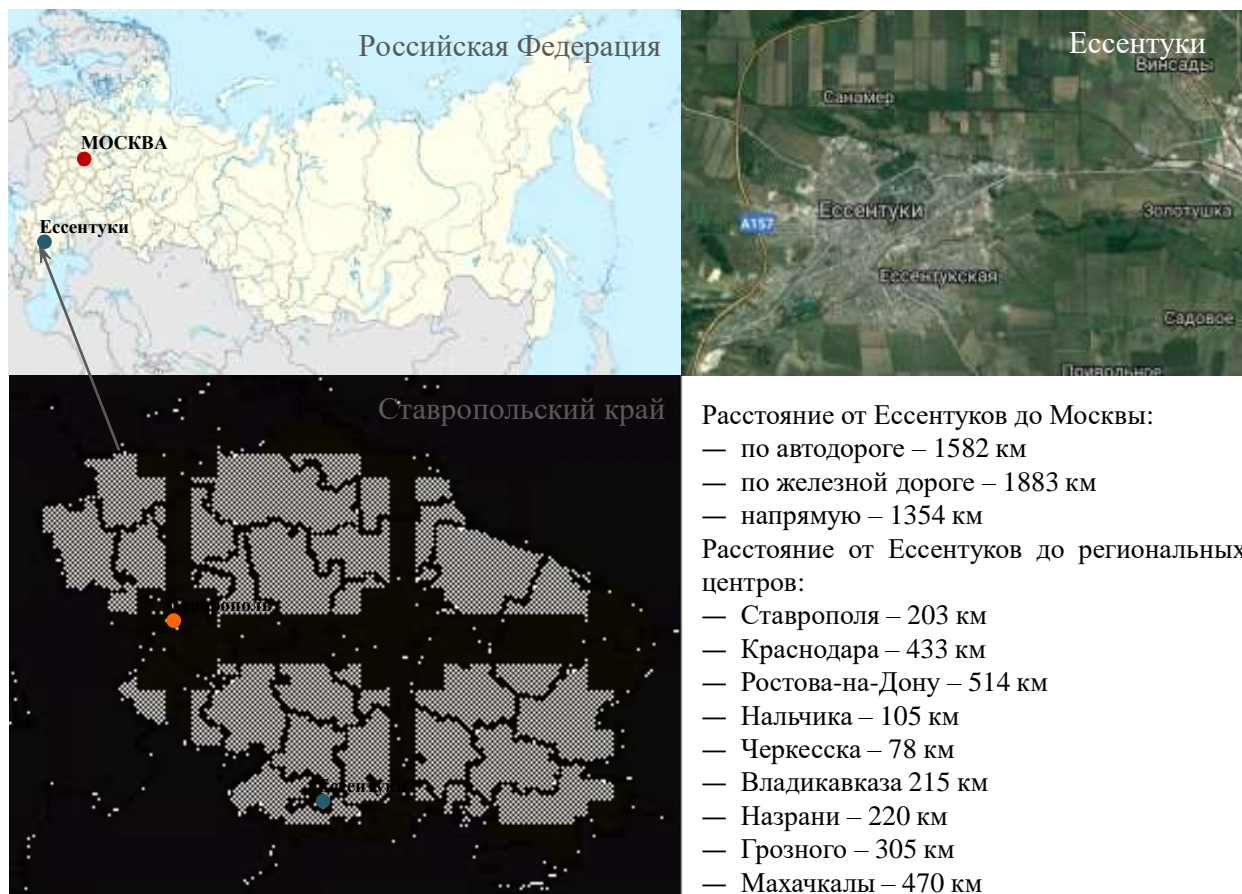 Российская Федерация
МОСКВА
Ессентуки
Ессентуки
Винсады
Санамер
Ессентуки
А157
Золотушка
Ессентукская
Садовое
Привольное
Ставропольский край
Ставрополь
Ессентуки
Расстояние от Ессентуков до Москвы:
— по автодороге – 1582 км
— по железной дороге – 1883 км
— напрямую – 1354 км
Расстояние от Ессентуков до региональных
центров:
— Ставрополя – 203 км
— Краснодара – 433 км
— Ростова-на-Дону – 514 км
— Нальчика – 105 км
— Черкесска – 78 км
— Владикавказа 215 км
— Назрани – 220 км
— Грозного – 305 км
— Махачкалы – 470 км